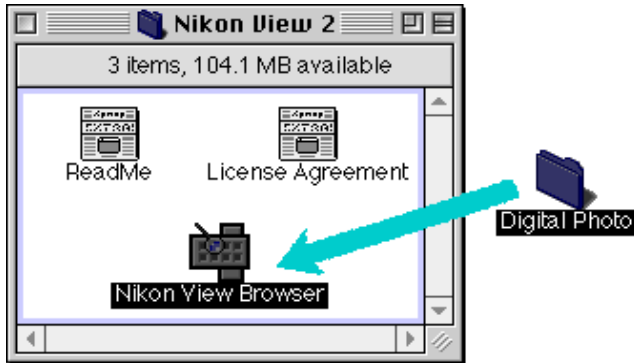 Nikon View 2
3 items, 104.1 MB available
ReadMe
License Agreement
Digital Photo
Nikon View Browser